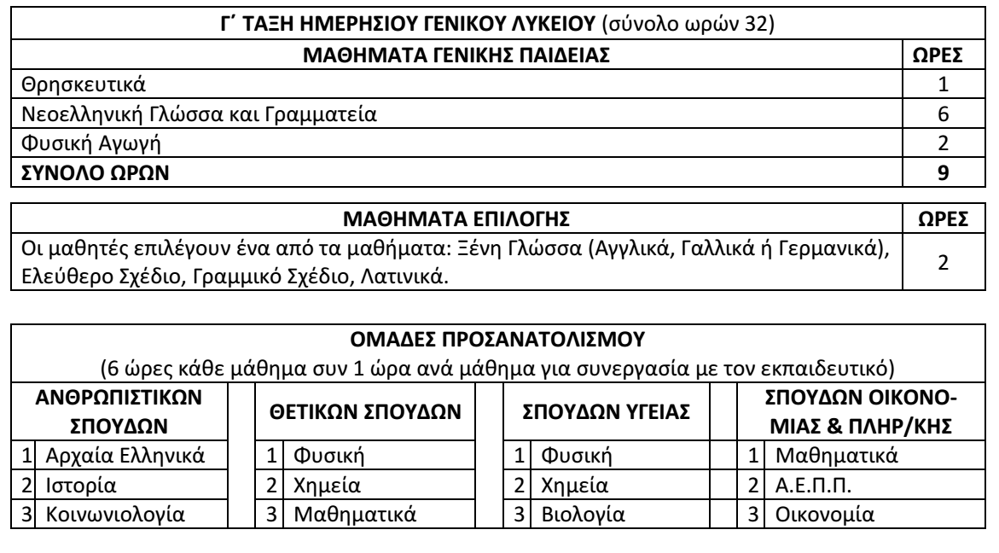 Γ΄ ΤΑΞΗ ΗΜΕΡΗΣΙΟΥ ΓΕΝΙΚΟΥ ΛΥΚΕΙΟΥ (σύνολο ωρών 32)
ΜΑΘΗΜΑΤΑ ΓΕΝΙΚΗΣ ΠΑΙΔΕΙΑΣ ΩΡΕΣ
Θρησκευτικά 1
Νεοελληνική Γλώσσα και Γραμματεία 6
Φυσική Αγωγή 2
ΣΥΝΟΛΟ ΩΡΩΝ 9
ΜΑΘΗΜΑΤΑ ΕΠΙΛΟΓΗΣ ΩΡΕΣ
Οι μαθητές επιλέγουν ένα από τα μαθήματα: Ξένη Γλώσσα (Αγγλικά, Γαλλικά ή Γερμανικά),
Ελεύθερο Σχέδιο, Γραμμικό Σχέδιο, Λατινικά. 2
ΟΜΑΔΕΣ ΠΡΟΣΑΝΑΤΟΛΙΣΜΟΥ
(6 ώρες κάθε μάθημα συν 1 ώρα ανά μάθημα για συνεργασία με τον εκπαιδευτικό)
ΑΝΘΡΩΠΙΣΤΙΚΩΝ
ΣΠΟΥΔΩΝ
ΘΕΤΙΚΩΝ ΣΠΟΥΔΩΝ
ΣΠΟΥΔΩΝ ΥΓΕΙΑΣ
ΣΠΟΥΔΩΝ ΟΙΚΟΝΟ-
ΜΙΑΣ & ΠΛΗΡ/ΚΗΣ
1 Αρχαία Ελληνικά 1 Φυσική 1 Φυσική 1 Μαθηματικά
2 Ιστορία 2 Χημεία 2 Χημεία 2 Α.Ε.Π.Π.
3 Κοινωνιολογία 3 Μαθηματικά 3 Βιολογία 3 Οικονομία